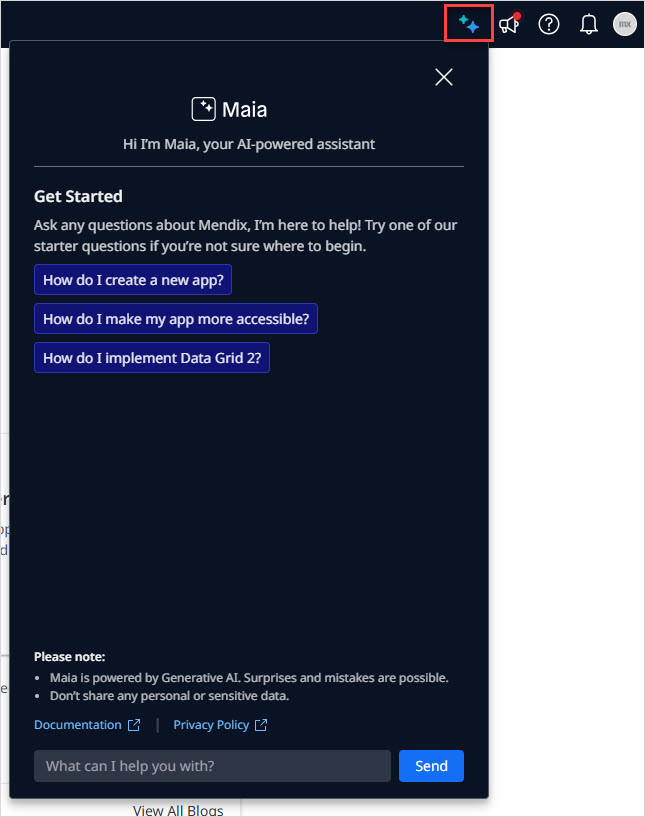 mx
Maia
Hi I'm Maia, your AI-powered assistant
Get Started
Ask any questions about Mendix, I'm here to help! Try one of our
starter questions if you're not sure where to begin.
How do I create a new app?
How do I make my app more accessible?
How do I implement Data Grid 2?
Please note:
• Maia is powered by Generative AI. Surprises and mistakes are possible.
• Don't share any personal or sensitive data.
Documentation | Privacy Policy
What can I help you with?
Send
View All Blogs